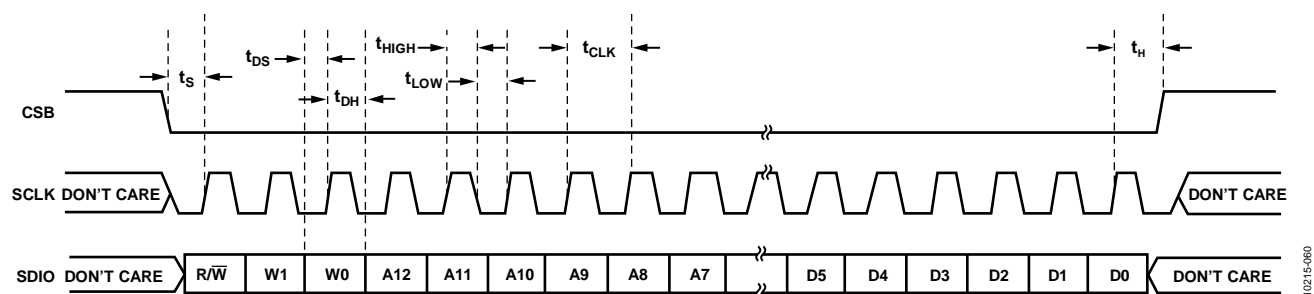 tDS
tHIGH
tCLK
tH
tS
tLOW
tDH
CSB
SCLK DON'T CARE
DON'T CARE
SDIO DON'T CARE R/W̅ W1 W0 A12 A11 A10 A9 A8 A7 D5 D4 D3 D2 D1 D0 DON'T CARE
10515-060